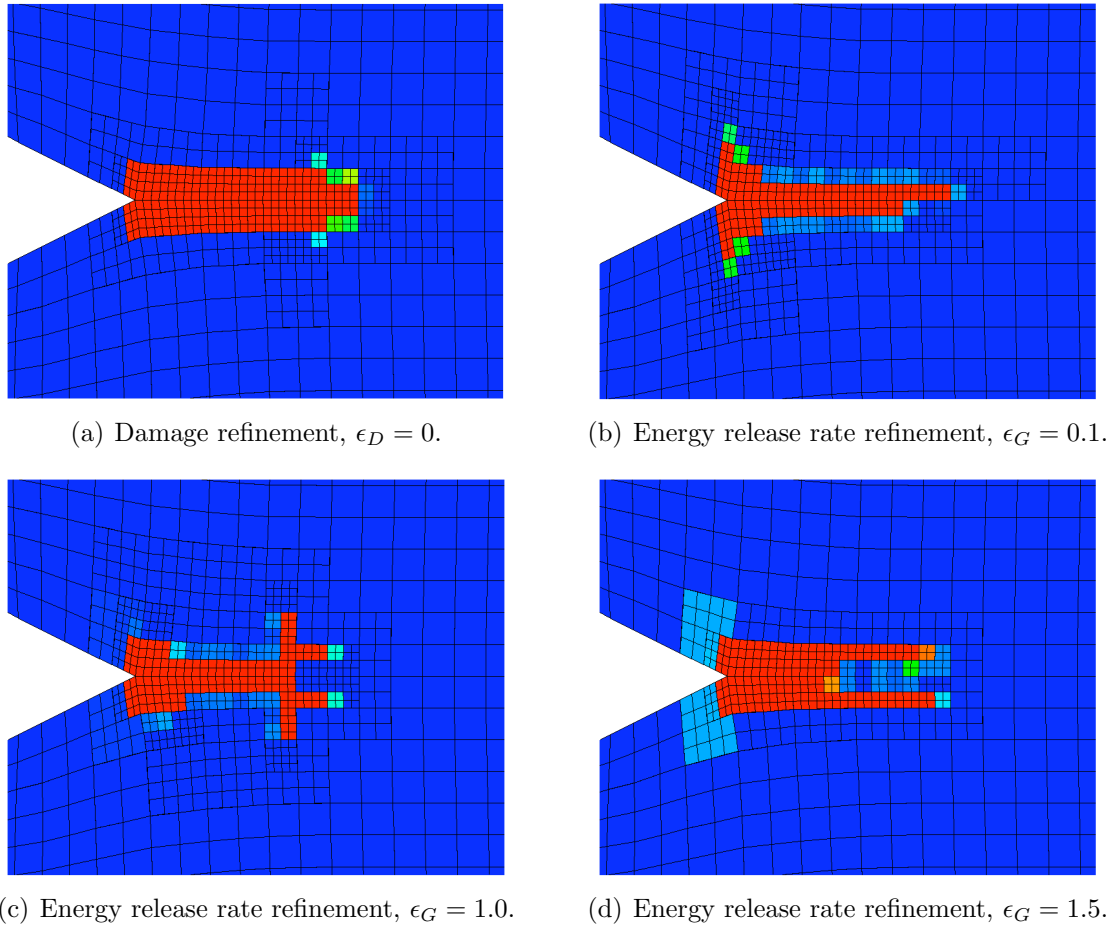 (a) Damage refinement, ϵ_D = 0.
(b) Energy release rate refinement, ϵ_G = 0.1.
(c) Energy release rate refinement, ϵ_G = 1.0.
(d) Energy release rate refinement, ϵ_G = 1.5.